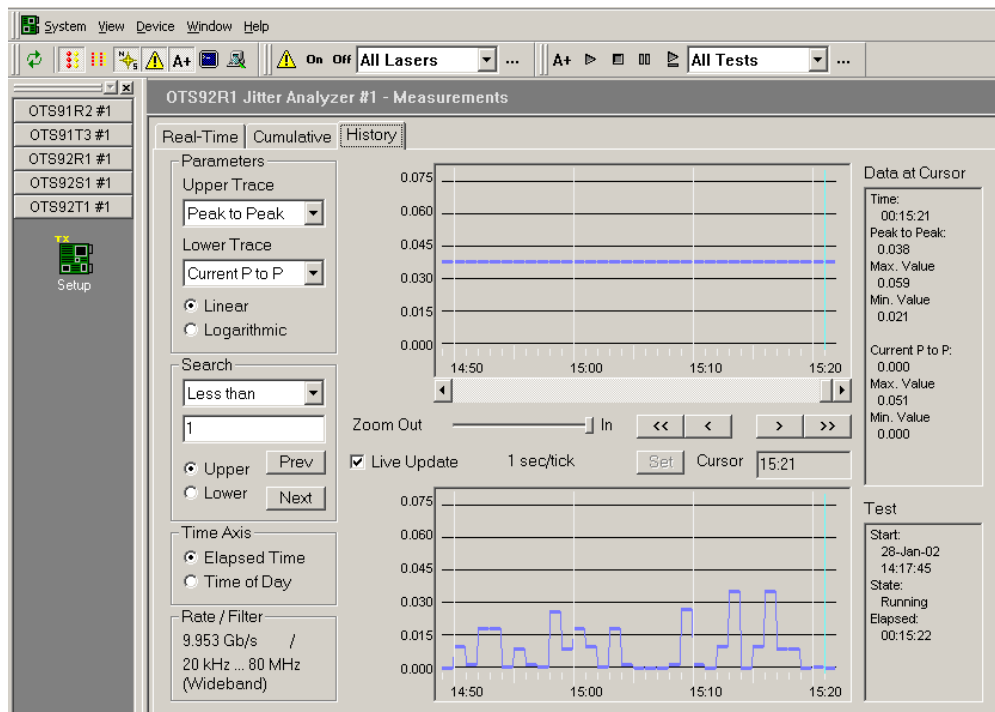 System View Device Window Help
A+ On Off All Lasers ... A+ All Tests ...
OTS91R2 #1
OTS91T3 #1
OTS92R1 #1
OTS92S1 #1
OTS92T1 #1
TX
Setup
OTS92R1 Jitter Analyzer #1 - Measurements
Real-Time Cumulative History
Parameters
Upper Trace
Peak to Peak
Lower Trace
Current P to P
Linear
Logarithmic
Search
Less than
1
Upper Prev
Lower Next
Time Axis
Elapsed Time
Time of Day
Rate / Filter
9.953 Gb/s /
20 kHz ... 80 MHz
(Wideband)
0.075
0.060
0.045
0.030
0.015
0.000
14:50 15:00 15:10 15:20
Zoom Out In << < > >>
Live Update 1 sec/tick Set Cursor 15:21
0.075
0.060
0.045
0.030
0.015
0.000
14:50 15:00 15:10 15:20
Data at Cursor
Time:
00:15:21
Peak to Peak:
0.038
Max. Value
0.059
Min. Value
0.021
Current P to P:
0.000
Max. Value
0.051
Min. Value
0.000
Test
Start:
28-Jan-02
14:17:45
State:
Running
Elapsed:
00:15:22